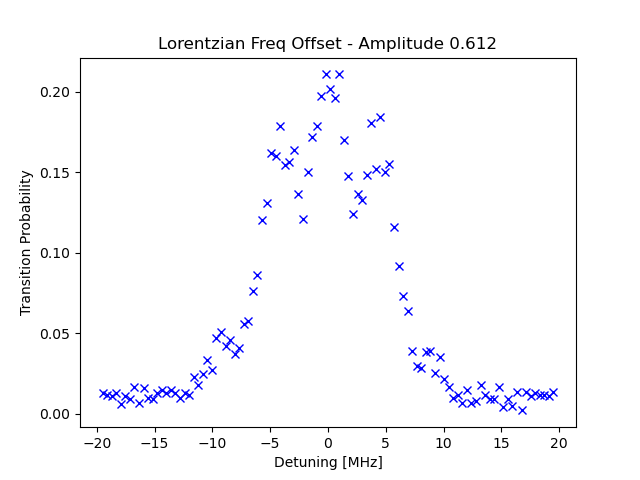 Lorentzian Freq Offset - Amplitude 0.612
0.20
0.15
0.10
0.05
0.00
Transition Probability
−20 −15 −10 −5 0 5 10 15 20
Detuning [MHz]